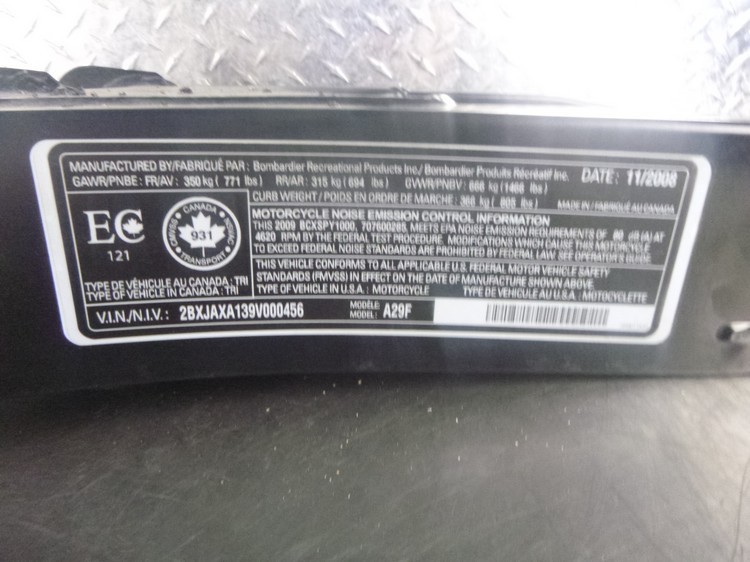 MANUFACTURED BY/FABRIQUÉ PAR : Bombardier Recreational Products Inc./ Bombardier Produits Récréatif Inc. DATE : 11/2008
GAWR/PNBE: FR/AV: 350 kg ( 771 lbs) RR/AR: 315 kg ( 694 lbs) GVWR/PNBV: 666 kg (1468 lbs)
CURB WEIGHT / POIDS EN ORDRE DE MARCHE : 366 kg ( 805 lbs) MADE IN / FABRIQUÉ AU CANADA
EC
121
CANADA
931
TRANSPORT
TYPE DE VÉHICULE AU CANADA : TRI
TYPE OF VEHICLE IN CANADA : TRI
MOTORCYCLE NOISE EMISSION CONTROL INFORMATION
THIS 2009 BCXSPY1000, 707600285, MEETS EPA NOISE EMISSION REQUIREMENTS OF 80 dB(A) AT
4620 RPM BY THE FEDERAL TEST PROCEDURE. MODIFICATIONS WHICH CAUSE THIS MOTORCYCLE
TO EXCEED FEDERAL NOISE STANDARDS ARE PROHIBITED BY FEDERAL LAW. SEE OPERATOR'S GUIDE.
THIS VEHICLE CONFORMS TO ALL APPLICABLE U.S. FEDERAL MOTOR VEHICLE SAFETY
STANDARDS (FMVSS) IN EFFECT ON THE DATE OF MANUFACTURE SHOWN ABOVE.
TYPE OF VEHICLE IN U.S.A. : MOTORCYCLE TYPE DE VÉHICULE AU U.S.A. : MOTOCYCLETTE
V.I.N./N.I.V.: 2BXJAXA139V000456 MODÈLE: MODEL: A29F